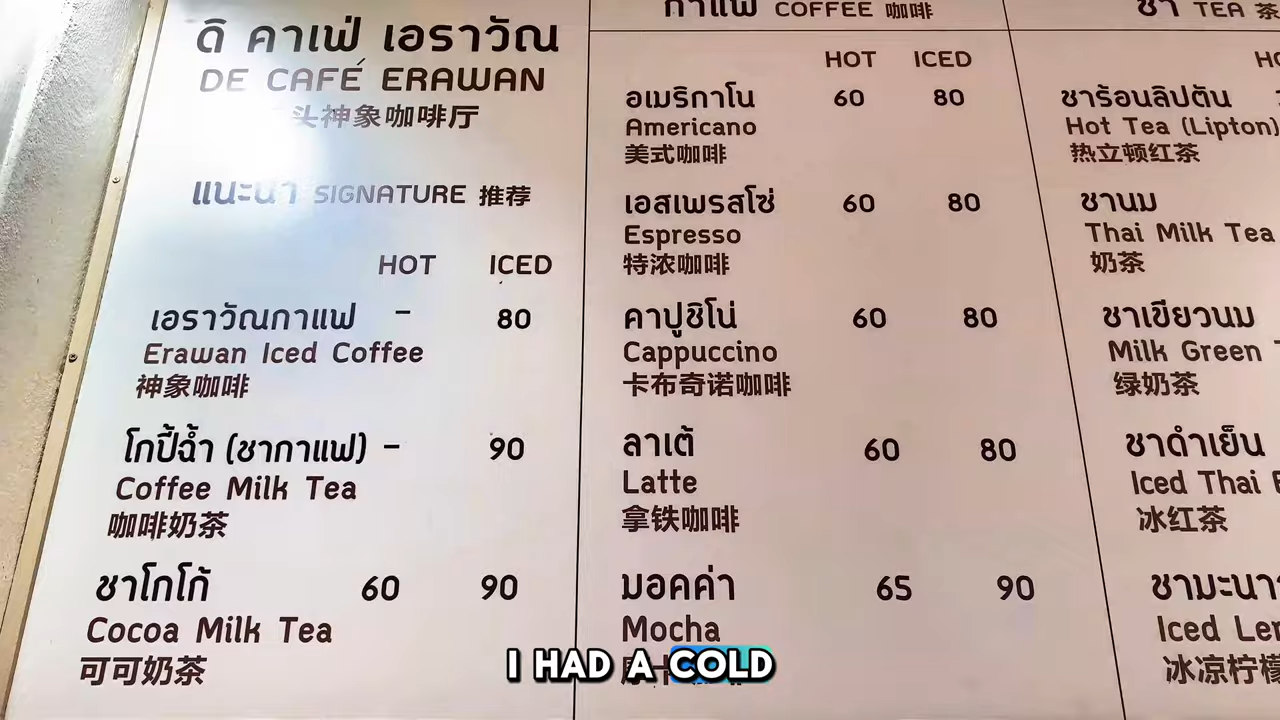 ดิ คาเฟ่ เอราวัณ
DE CAFÉ ERAWAN
头神象咖啡厅
แนะนำ SIGNATURE 推荐
HOT ICED
เอราวัณกาแฟ - 80
Erawan Iced Coffee
神象咖啡
โกปี้ฉ้ำ (ชากาแฟ) - 90
Coffee Milk Tea
咖啡奶茶
ชาโกโก้ 60 90
Cocoa Milk Tea
可可奶茶
กาแฟ COFFEE 咖啡
HOT ICED
อเมริกาโน 60 80
Americano
美式咖啡
เอสเพรสโซ่ 60 80
Espresso
特浓咖啡
คาปูชิโน่ 60 80
Cappuccino
卡布奇诺咖啡
ลาเต้ 60 80
Latte
拿铁咖啡
มอคค่า 65 90
Mocha
ชา TEA 茶
ชาร้อนลิปตัน
Hot Tea (Lipton)
热立顿红茶
ชานม
Thai Milk Tea
奶茶
ชาเขียวนม
Milk Green
绿奶茶
ชาดำเย็น
Iced Thai
冰红茶
Iced
冰凉柠檬
I HAD A COLD